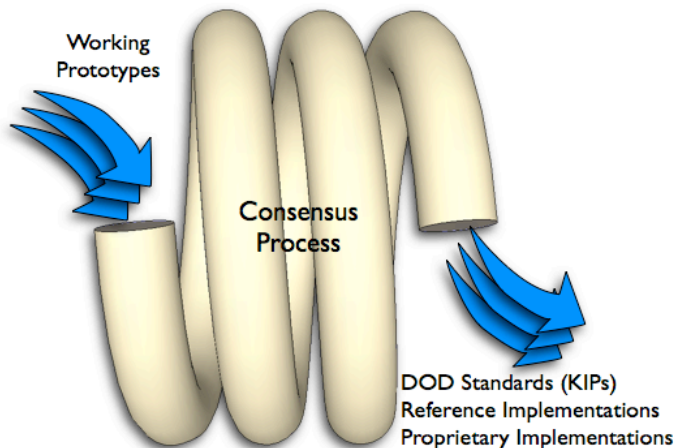 Working
Prototypes
Consensus
Process
DOD Standards (KIPs)
Reference Implementations
Proprietary Implementations